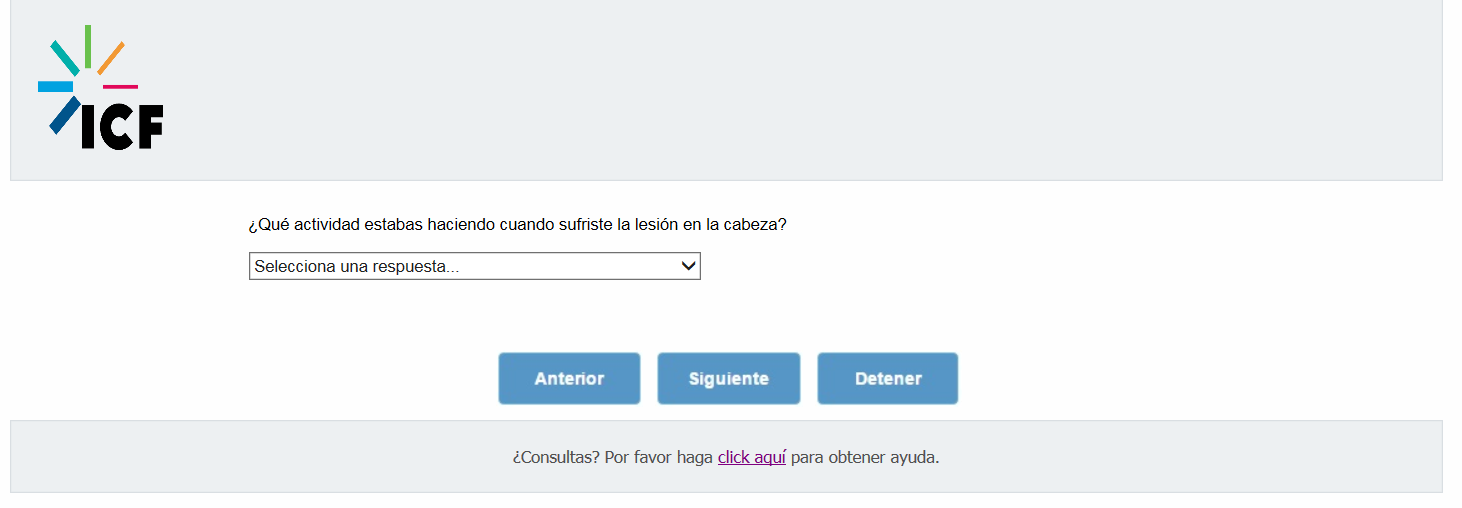 ICF
¿Qué actividad estabas haciendo cuando sufriste la lesión en la cabeza?
Selecciona una respuesta...
Anterior
Siguiente
Detener
¿Consultas? Por favor haga click aquí para obtener ayuda.